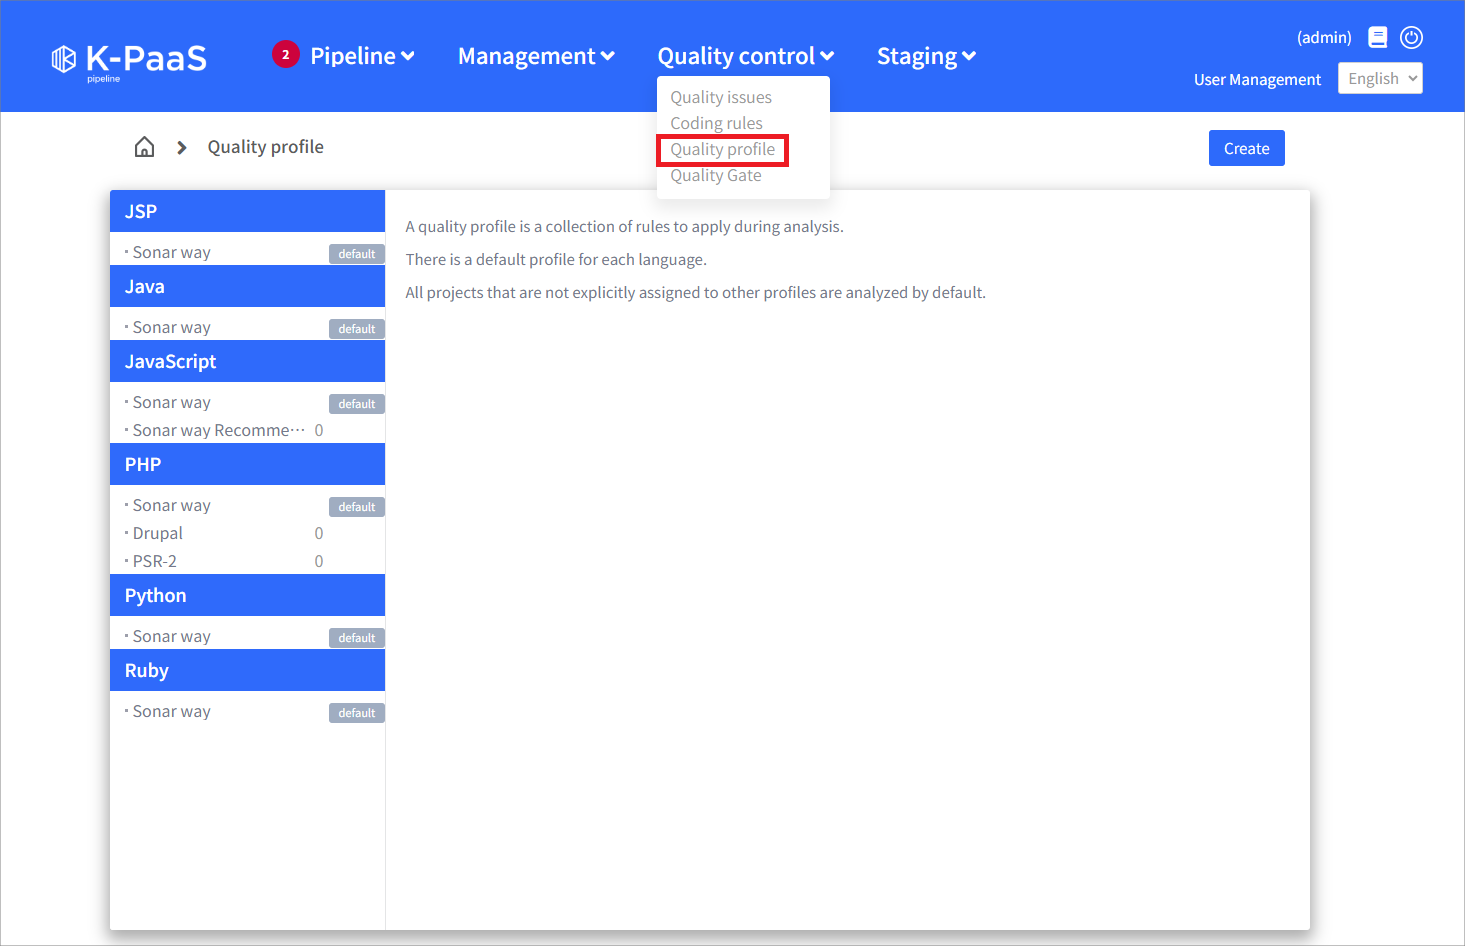 K-PaaS
pipeline
2 Pipeline
Management
Quality control
Staging
(admin)
User Management
English
Quality issues
Coding rules
Quality profile
Quality Gate
Quality profile
Create
JSP
· Sonar way default
Java
· Sonar way default
JavaScript
· Sonar way default
· Sonar way Recomme··· 0
PHP
· Sonar way default
· Drupal 0
· PSR-2 0
Python
· Sonar way default
Ruby
· Sonar way default
A quality profile is a collection of rules to apply during analysis.
There is a default profile for each language.
All projects that are not explicitly assigned to other profiles are analyzed by default.